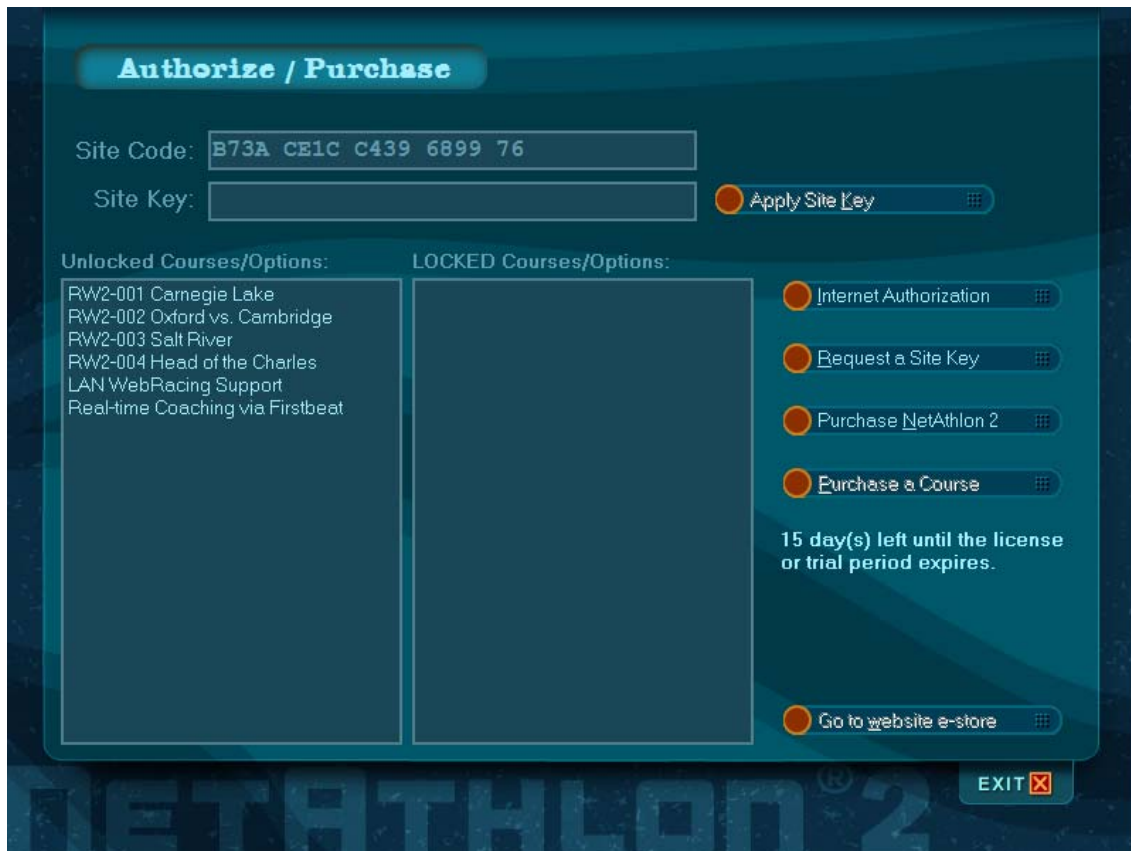 Authorize / Purchase
Site Code: B73A CE1C C439 6899 76
Site Key:
Apply Site Key
Unlocked Courses/Options:
LOCKED Courses/Options:
RW2-001 Carnegie Lake
RW2-002 Oxford vs. Cambridge
RW2-003 Salt River
RW2-004 Head of the Charles
LAN WebRacing Support
Real-time Coaching via Firstbeat
Internet Authorization
Request a Site Key
Purchase NetAthlon 2
Purchase a Course
15 day(s) left until the license
or trial period expires.
Go to website e-store
EXIT
NETATHLON® 2